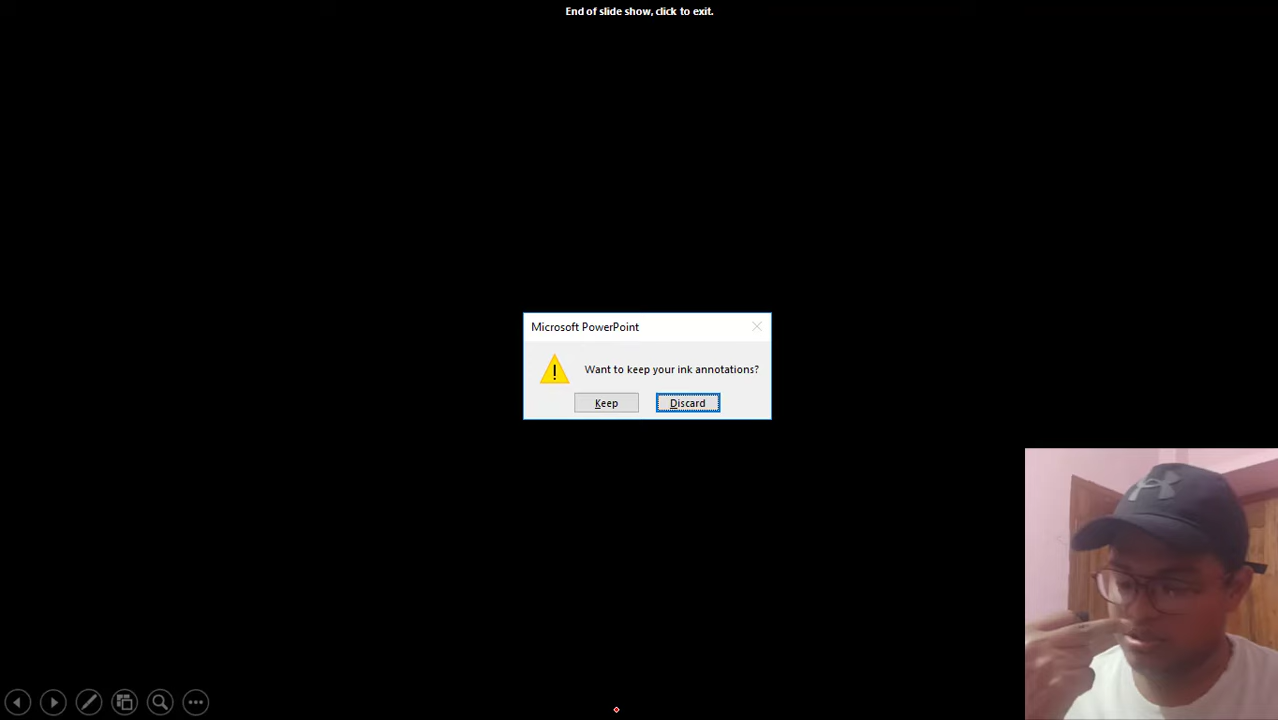 End of slide show, click to exit.
Microsoft PowerPoint
Want to keep your ink annotations?
Keep
Discard